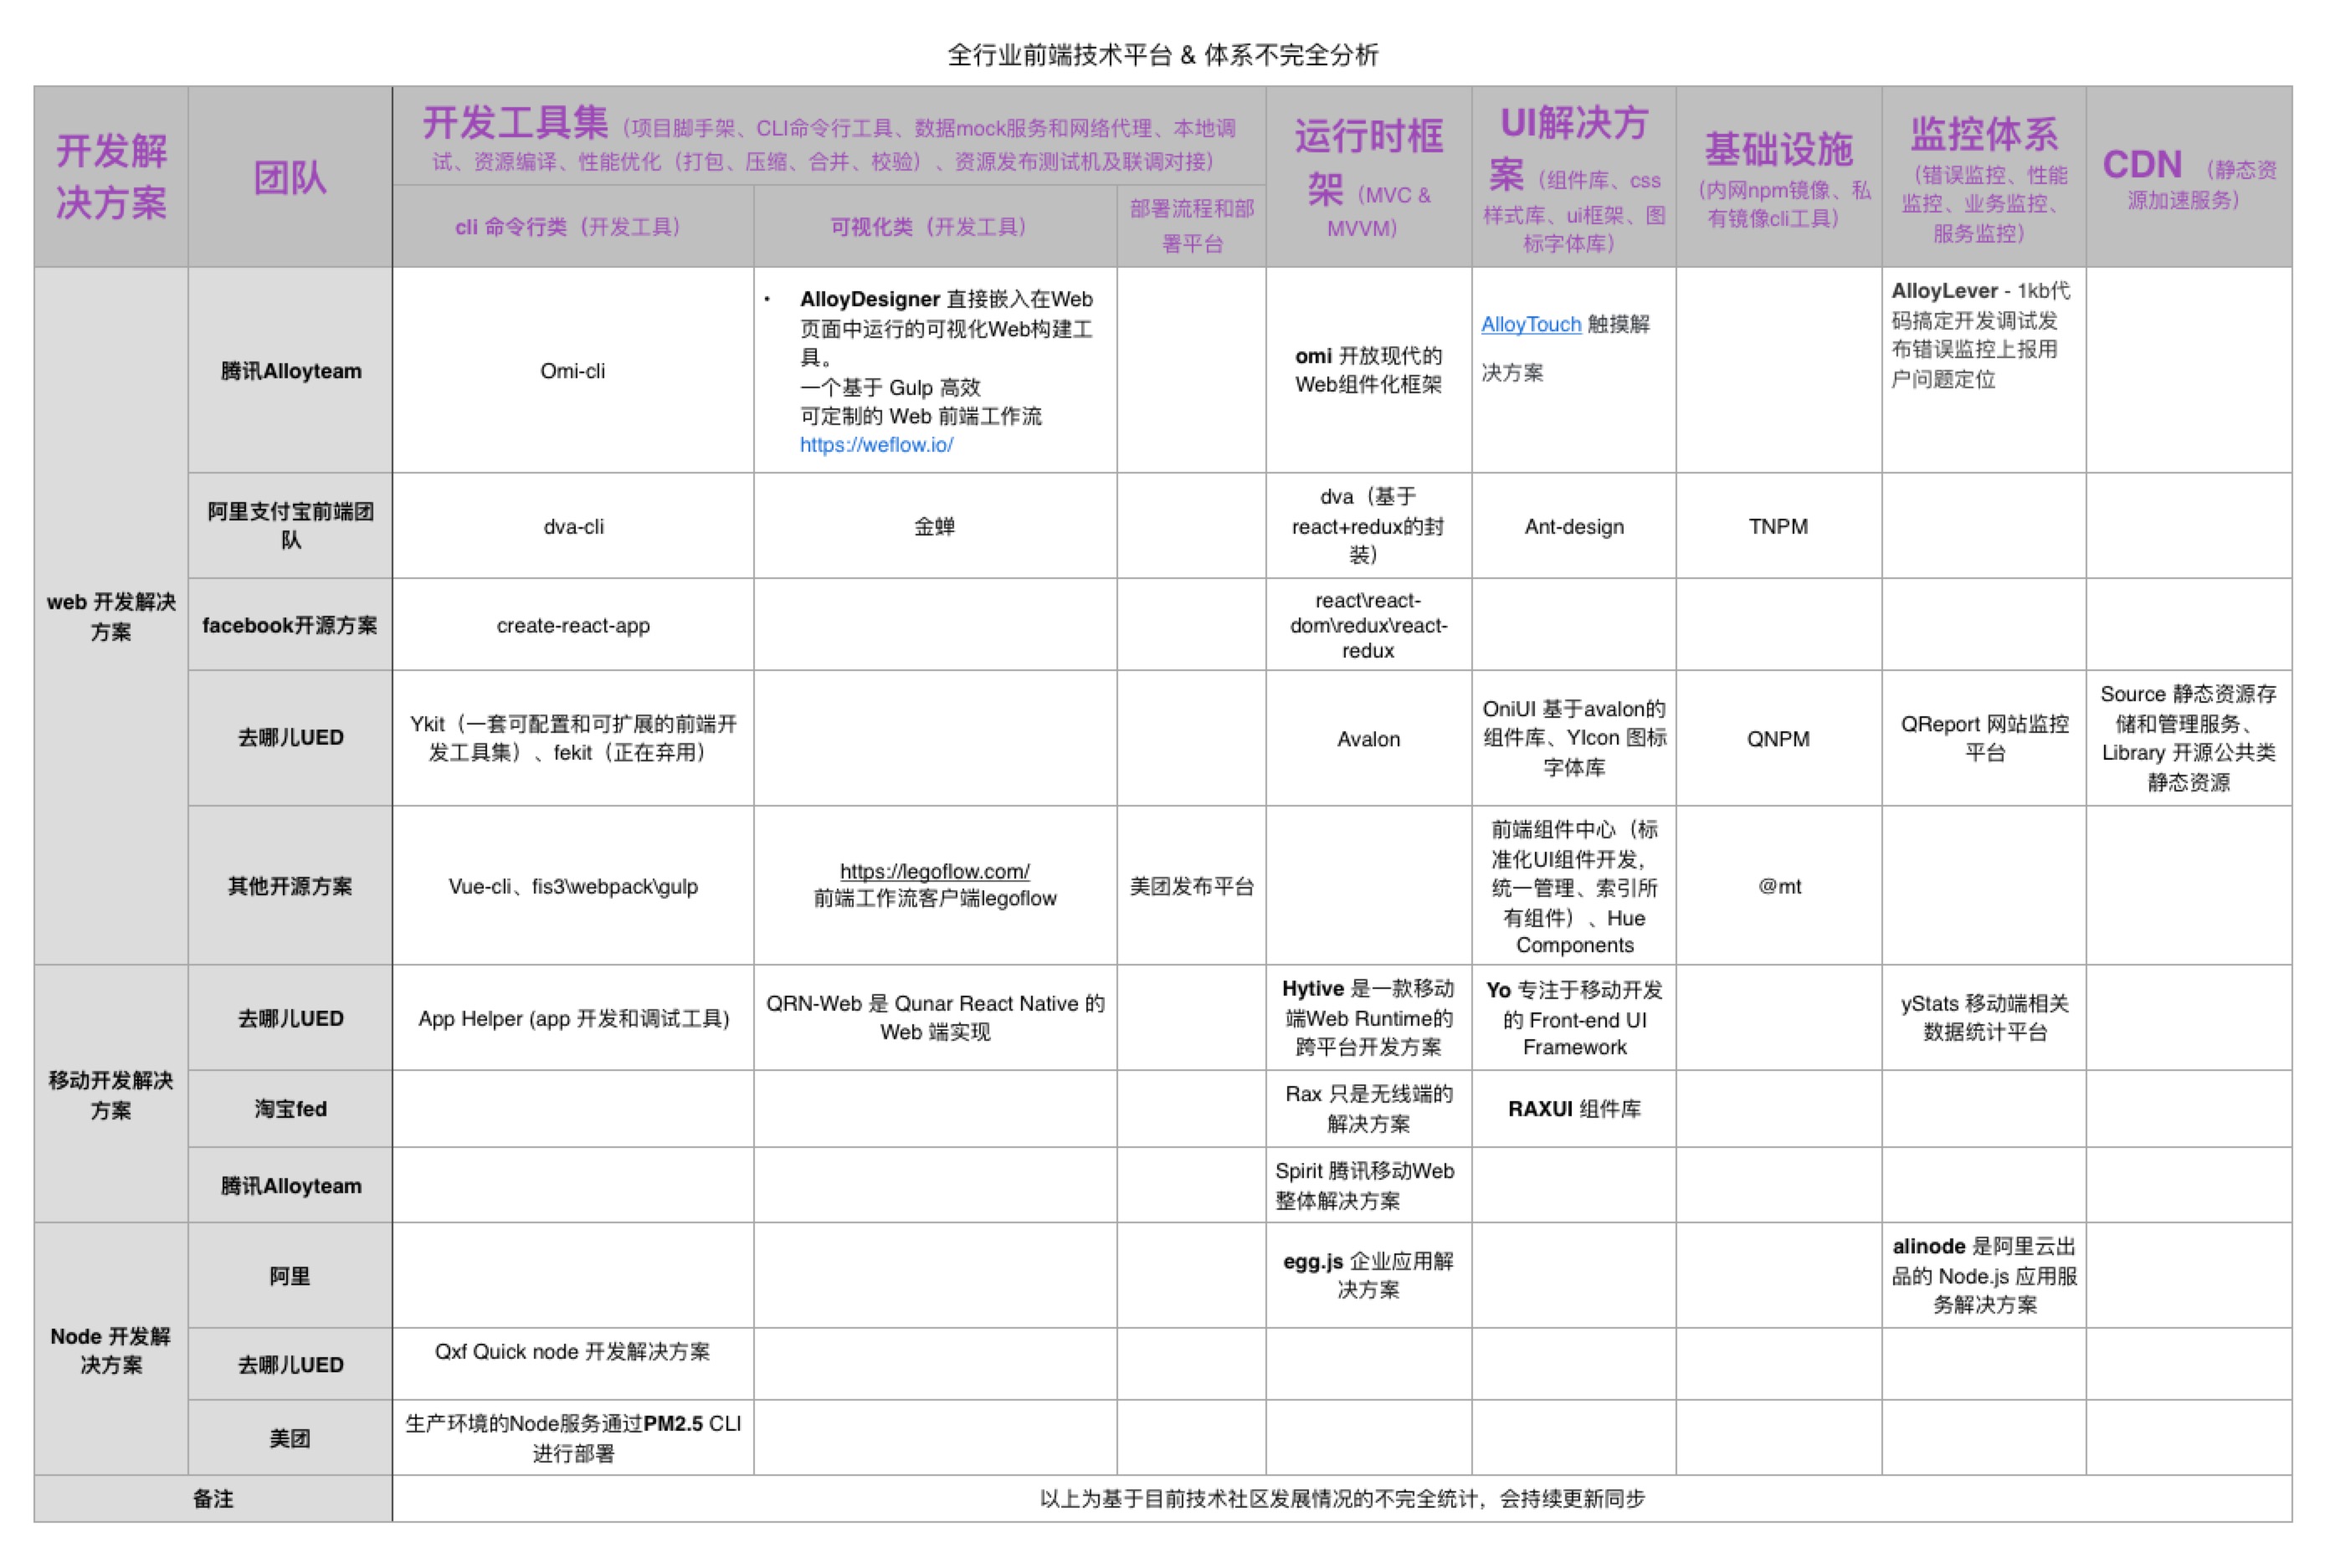 全行业前端技术平台 & 体系不完全分析
开发解
决方案
团队
开发工具集（项目脚手架、CLI命令行工具、数据mock服务和网络代理、本地调
试、资源编译、性能优化（打包、压缩、合并、校验）、资源发布测试机及联调对接）
cli 命令行类（开发工具）
可视化类（开发工具）
部署流程和部
署平台
运行时框
架（MVC &
MVVM）
UI解决方
案（组件库、css
样式库、ui框架、图
标字体库）
基础设施
（内网npm镜像、私
有镜像cli工具）
监控体系
（错误监控、性能
监控、业务监控、
服务监控）
CDN （静态资
源加速服务）
web 开发解决
方案
腾讯Alloyteam
Omi-cli
• AlloyDesigner 直接嵌入在Web
页面中运行的可视化Web构建工
具。
一个基于 Gulp 高效
可定制的 Web 前端工作流
https://weflow.io/
omi 开放现代的
Web组件化框架
AlloyTouch 触摸解
决方案
AlloyLever - 1kb代
码搞定开发调试发
布错误监控上报用
户问题定位
阿里支付宝前端团
队
dva-cli
金蝉
dva（基于
react+redux的封
装）
Ant-design
TNPM
facebook开源方案
create-react-app
react\react-
dom\redux\react-
redux
去哪儿UED
Ykit（一套可配置和可扩展的前端开
发工具集）、fekit（正在弃用）
Avalon
OniUI 基于avalon的
组件库、YIcon 图标
字体库
QNPM
QReport 网站监控
平台
Source 静态资源存
储和管理服务、
Library 开源公共类
静态资源
其他开源方案
Vue-cli、fis3\webpack\gulp
https://legoflow.com/
前端工作流客户端legoflow
美团发布平台
前端组件中心（标
准化UI组件开发，
统一管理、索引所
有组件）、Hue
Components
@mt
移动开发解决
方案
去哪儿UED
App Helper (app 开发和调试工具)
QRN-Web 是 Qunar React Native 的
Web 端实现
Hytive 是一款移动
端Web Runtime的
跨平台开发方案
Yo 专注于移动开发
的 Front-end UI
Framework
yStats 移动端相关
数据统计平台
淘宝fed
Rax 只是无线端的
解决方案
RAXUI 组件库
腾讯Alloyteam
Spirit 腾讯移动Web
整体解决方案
Node 开发解
决方案
阿里
egg.js 企业应用解
决方案
alinode 是阿里云出
品的 Node.js 应用服
务解决方案
去哪儿UED
Qxf Quick node 开发解决方案
美团
生产环境的Node服务通过PM2.5 CLI
进行部署
备注
以上为基于目前技术社区发展情况的不完全统计，会持续更新同步